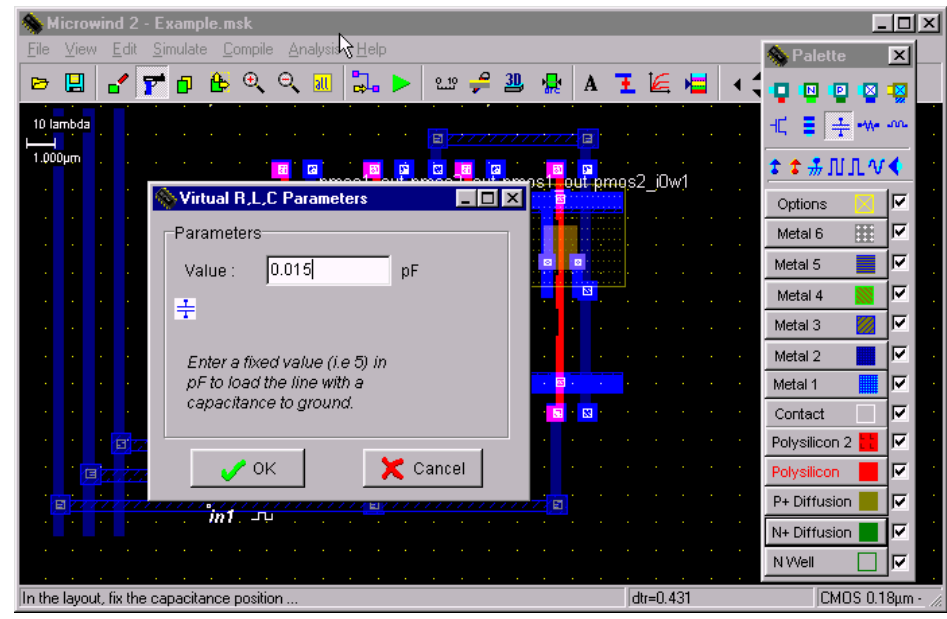 Microwind 2 - Example.msk
File View Edit Simulate Compile Analysis Help
Palette
10 lambda
1.000µm
pmos2_i0w1
Virtual R,L,C Parameters
Parameters
Value : 0.015 pF
Enter a fixed value (i.e 5) in
pF to load the line with a
capacitance to ground.
OK Cancel
in1
Options
Metal 6
Metal 5
Metal 4
Metal 3
Metal 2
Metal 1
Contact
Polysilicon 2
Polysilicon
P+ Diffusion
N+ Diffusion
N Well
In the layout, fix the capacitance position ... dtr=0.431 CMOS 0.18µm -